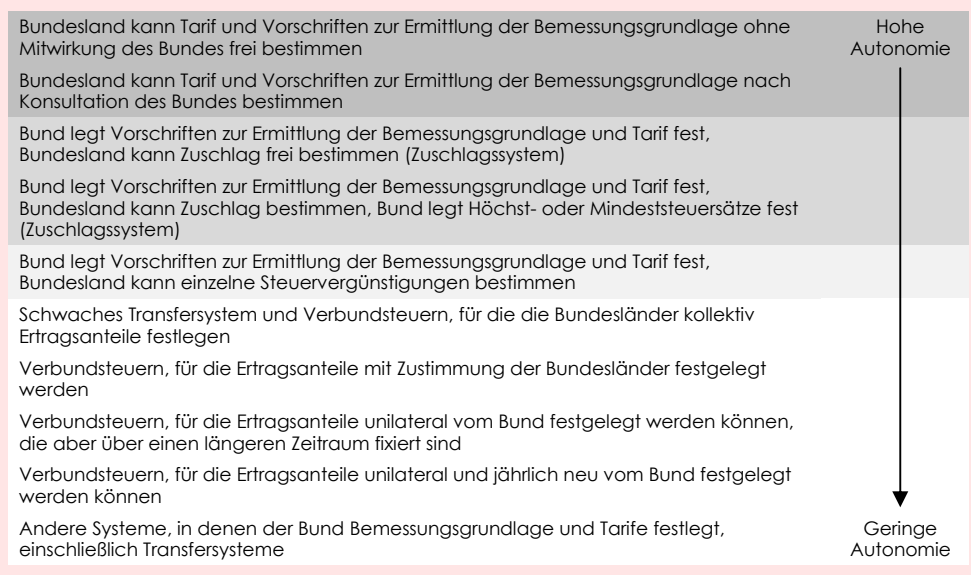 Bundesland kann Tarif und Vorschriften zur Ermittlung der Bemessungsgrundlage ohne
Mitwirkung des Bundes frei bestimmen
Hohe
Autonomie
Bundesland kann Tarif und Vorschriften zur Ermittlung der Bemessungsgrundlage nach
Konsultation des Bundes bestimmen
Bund legt Vorschriften zur Ermittlung der Bemessungsgrundlage und Tarif fest,
Bundesland kann Zuschlag frei bestimmen (Zuschlagssystem)
Bund legt Vorschriften zur Ermittlung der Bemessungsgrundlage und Tarif fest,
Bundesland kann Zuschlag bestimmen, Bund legt Höchst- oder Mindeststeuersätze fest
(Zuschlagssystem)
Bund legt Vorschriften zur Ermittlung der Bemessungsgrundlage und Tarif fest,
Bundesland kann einzelne Steuervergünstigungen bestimmen
Schwaches Transfersystem und Verbundsteuern, für die die Bundesländer kollektiv
Ertragsanteile festlegen
Verbundsteuern, für die Ertragsanteile mit Zustimmung der Bundesländer festgelegt
werden
Verbundsteuern, für die Ertragsanteile unilateral vom Bund festgelegt werden können,
die aber über einen längeren Zeitraum fixiert sind
Verbundsteuern, für die Ertragsanteile unilateral und jährlich neu vom Bund festgelegt
werden können
Andere Systeme, in denen der Bund Bemessungsgrundlage und Tarife festlegt,
einschließlich Transfersysteme
Geringe
Autonomie